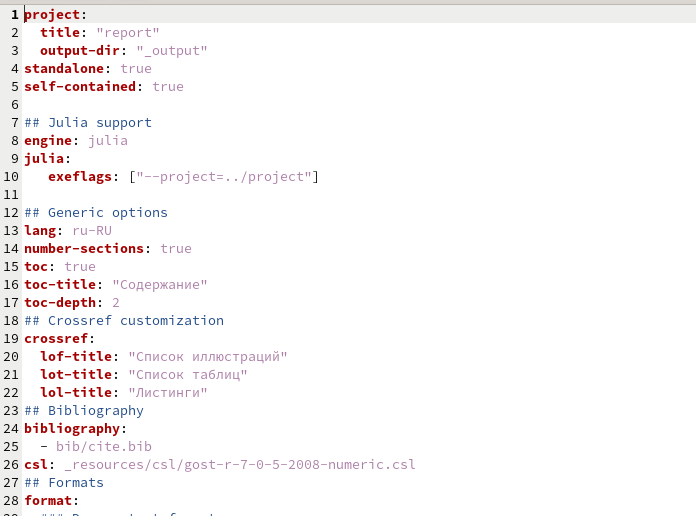 1 project:
2   title: "report"
3   output-dir: "_output"
4 standalone: true
5 self-contained: true
6
7 ## Julia support
8 engine: julia
9 julia:
10    exeflags: ["--project=../project"]
11
12 ## Generic options
13 lang: ru-RU
14 number-sections: true
15 toc: true
16 toc-title: "Содержание"
17 toc-depth: 2
18 ## Crossref customization
19 crossref:
20   lof-title: "Список иллюстраций"
21   lot-title: "Список таблиц"
22   lol-title: "Листинги"
23 ## Bibliography
24 bibliography:
25   - bib/cite.bib
26 csl: _resources/csl/gost-r-7-0-5-2008-numeric.csl
27 ## Formats
28 format: